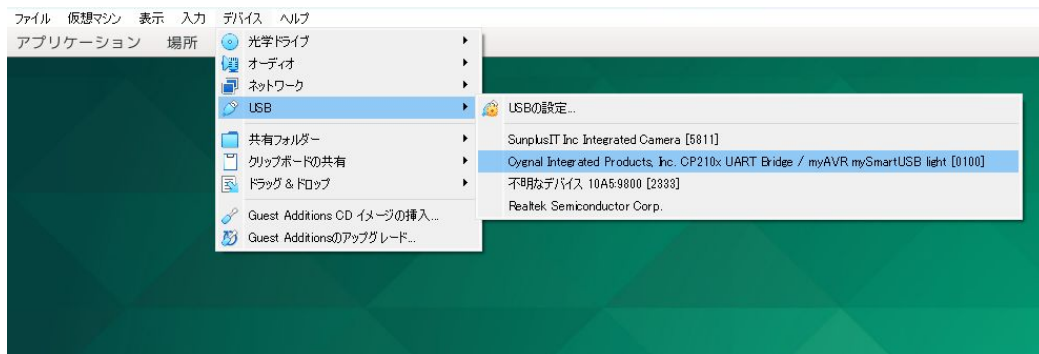 ファイル 仮想マシン 表示 入力 デバイス ヘルプ
アプリケーション 場所
光学ドライブ
オーディオ
ネットワーク
USB
共有フォルダー
クリップボードの共有
ドラッグ & ドロップ
Guest Additions CD イメージの挿入...
Guest Additionsのアップグレード...
USBの設定...
SunplusIT Inc Integrated Camera [5811]
Cygnal Integrated Products, Inc. CP210x UART Bridge / myAVR mySmartUSB light [0100]
不明なデバイス 10A5:9800 [2333]
Realtek Semiconductor Corp.